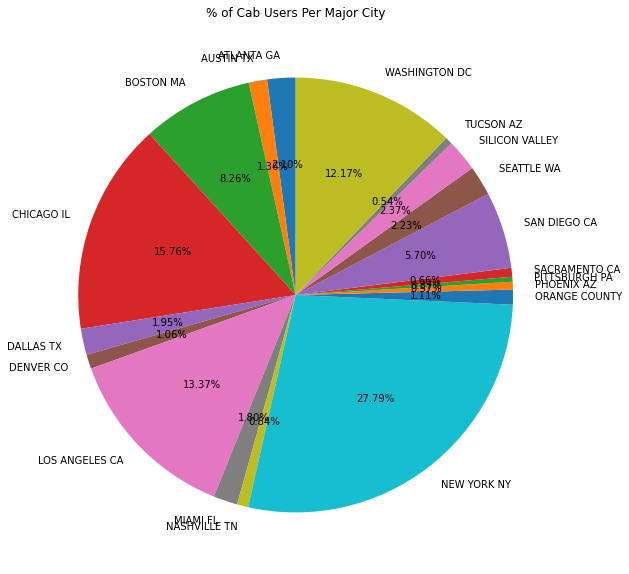 % of Cab Users Per Major City
ATLANTA GA
AUSTIN TX
BOSTON MA
CHICAGO IL
DALLAS TX
DENVER CO
LOS ANGELES CA
MIAMI FL
NASHVILLE TN
NEW YORK NY
ORANGE COUNTY
PHOENIX AZ
PITTSBURGH PA
SACRAMENTO CA
SAN DIEGO CA
SEATTLE WA
SILICON VALLEY
TUCSON AZ
WASHINGTON DC
2.10%
1.36%
8.26%
15.76%
1.95%
1.06%
13.37%
1.80%
0.84%
27.79%
1.11%
0.66%
5.70%
2.23%
2.37%
0.54%
12.17%